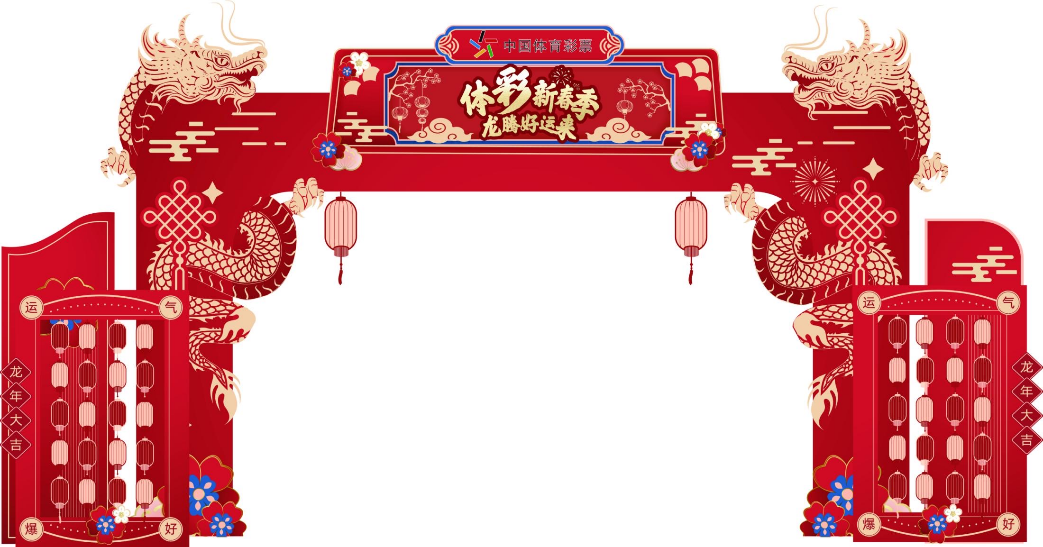 中国体育彩票
体彩新春季
龙腾好运来
运气
爆好
龙年大吉
运气
爆好
龙年大吉